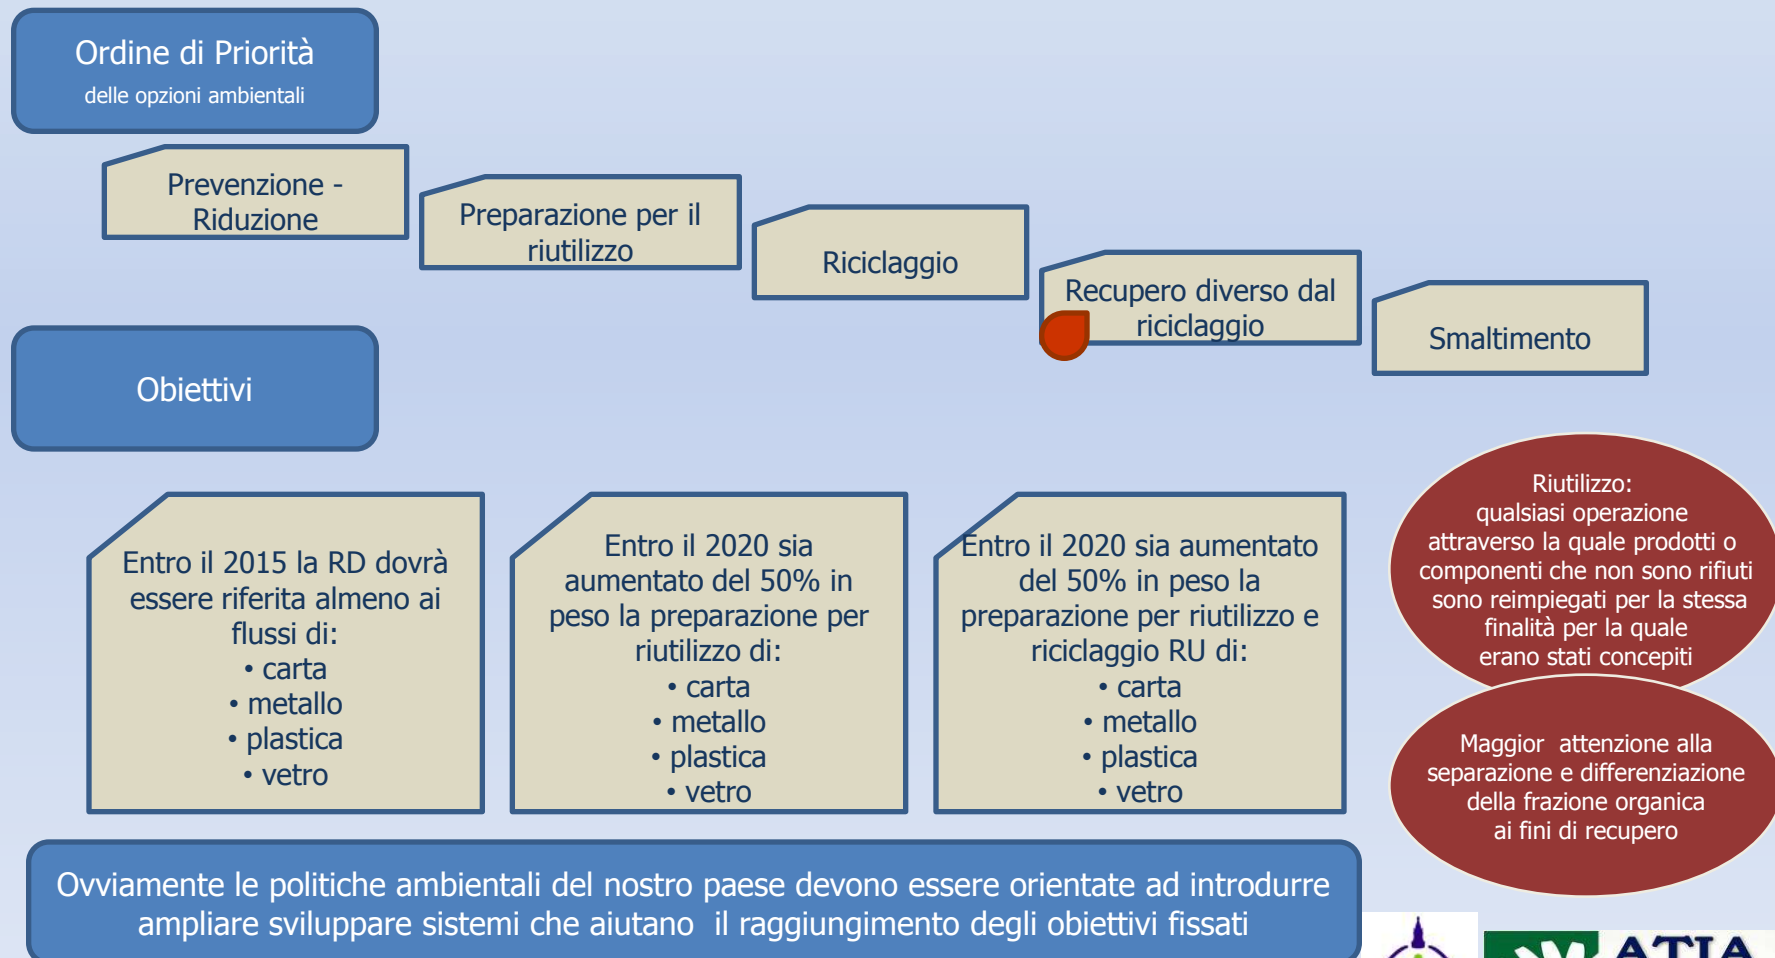 Ordine di Priorità
delle opzioni ambientali
Prevenzione -
Riduzione
Preparazione per il
riutilizzo
Riciclaggio
Recupero diverso dal
riciclaggio
Smaltimento
Obiettivi
Entro il 2015 la RD dovrà
essere riferita almeno ai
flussi di:
• carta
• metallo
• plastica
• vetro
Entro il 2020 sia
aumentato del 50% in
peso la preparazione per
riutilizzo di:
• carta
• metallo
• plastica
• vetro
Entro il 2020 sia aumentato
del 50% in peso la
preparazione per riutilizzo e
riciclaggio RU di:
• carta
• metallo
• plastica
• vetro
Riutilizzo:
qualsiasi operazione
attraverso la quale prodotti o
componenti che non sono rifiuti
sono reimpiegati per la stessa
finalità per la quale
erano stati concepiti
Maggior attenzione alla
separazione e differenziazione
della frazione organica
ai fini di recupero
Ovviamente le politiche ambientali del nostro paese devono essere orientate ad introdurre
ampliare sviluppare sistemi che aiutano il raggiungimento degli obiettivi fissati
ATIA